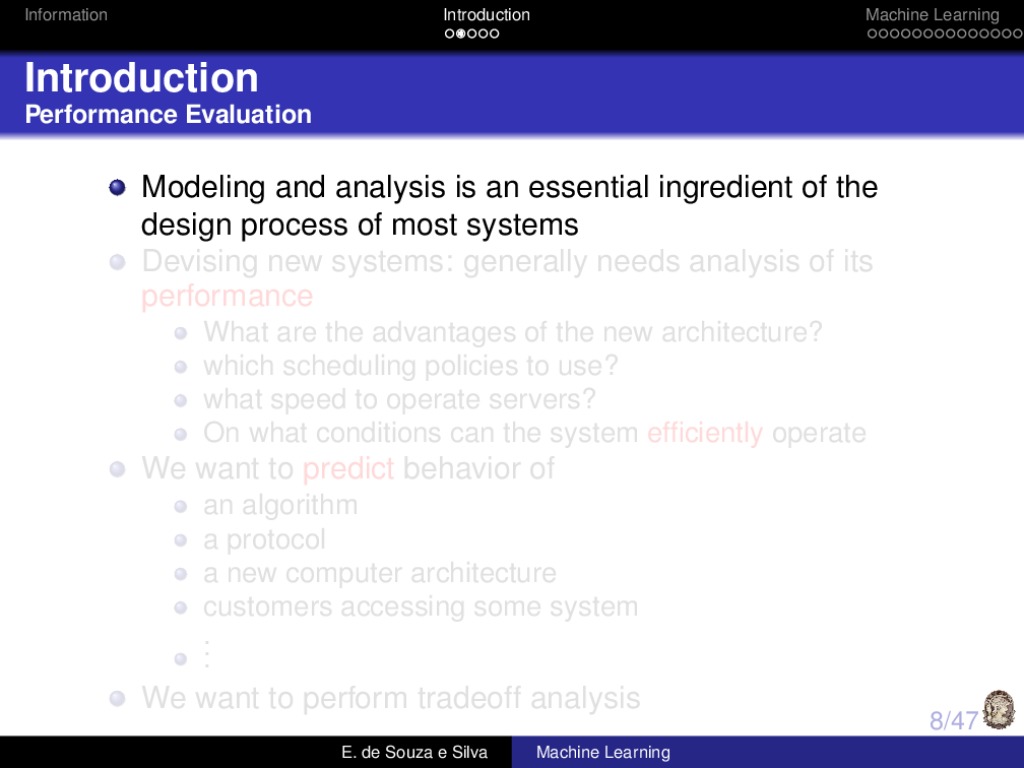 Information Introduction Machine Learning
Introduction
Performance Evaluation
Modeling and analysis is an essential ingredient of the
design process of most systems
Devising new systems: generally needs analysis of its
performance
What are the advantages of the new architecture?
which scheduling policies to use?
what speed to operate servers?
On what conditions can the system efficiently operate
We want to predict behavior of
an algorithm
a protocol
a new computer architecture
customers accessing some system
⋮
We want to perform tradeoff analysis
8/47
E. de Souza e Silva Machine Learning